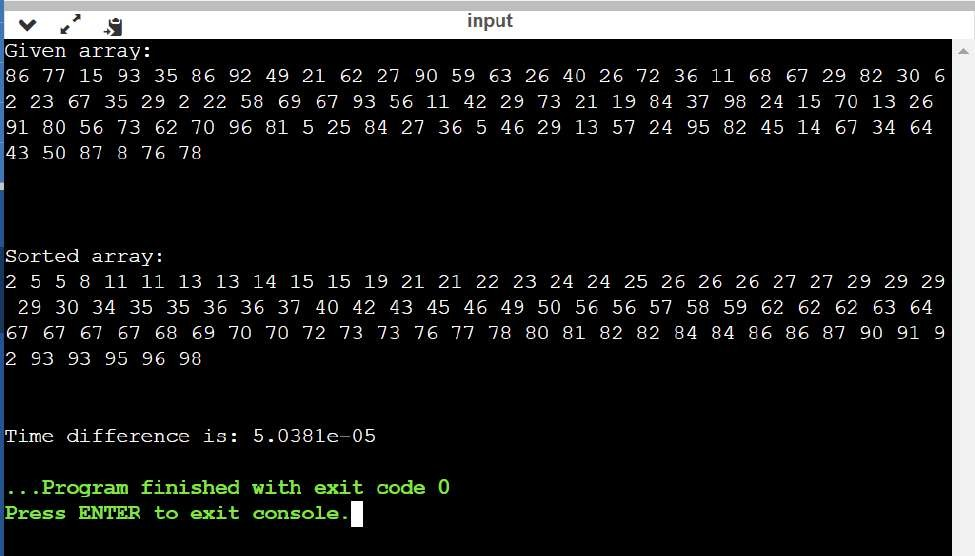 input
Given array:
86 77 15 93 35 86 92 49 21 62 27 90 59 63 26 40 26 72 36 11 68 67 29 82 30 6
2 23 67 35 29 2 22 58 69 67 93 56 11 42 29 73 21 19 84 37 98 24 15 70 13 26
91 80 56 73 62 70 96 81 5 25 84 27 36 5 46 29 13 57 24 95 82 45 14 67 34 64
43 50 87 8 76 78
Sorted array:
2 5 5 8 11 11 13 13 14 15 15 19 21 21 22 23 24 24 25 26 26 26 27 27 29 29 29
29 30 34 35 35 36 36 37 40 42 43 45 46 49 50 56 56 57 58 59 62 62 62 63 64
67 67 67 67 68 69 70 70 72 73 73 76 77 78 80 81 82 82 84 84 86 86 87 90 91 9
2 93 93 95 96 98
Time difference is: 5.0381e-05
...Program finished with exit code 0
Press ENTER to exit console.